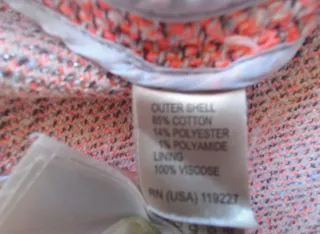 OUTER SHELL
85% COTTON
14% POLYESTER
1% POLYAMIDE
LINING
100% VISCOSE
RN (USA) 119227